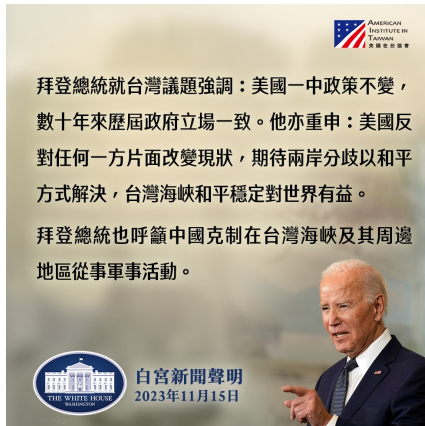 AMERICAN
INSTITUTE IN
TAIWAN
美國在台協會
拜登總統就台灣議題強調：美國一中政策不變，
數十年來歷屆政府立場一致。他亦重申：美國反
對任何一方片面改變現狀，期待兩岸分歧以和平
方式解決，台灣海峽和平穩定對世界有益。
拜登總統也呼籲中國克制在台灣海峽及其周邊
地區從事軍事活動。
THE WHITE HOUSE
WASHINGTON
白宮新聞聲明
2023年11月15日